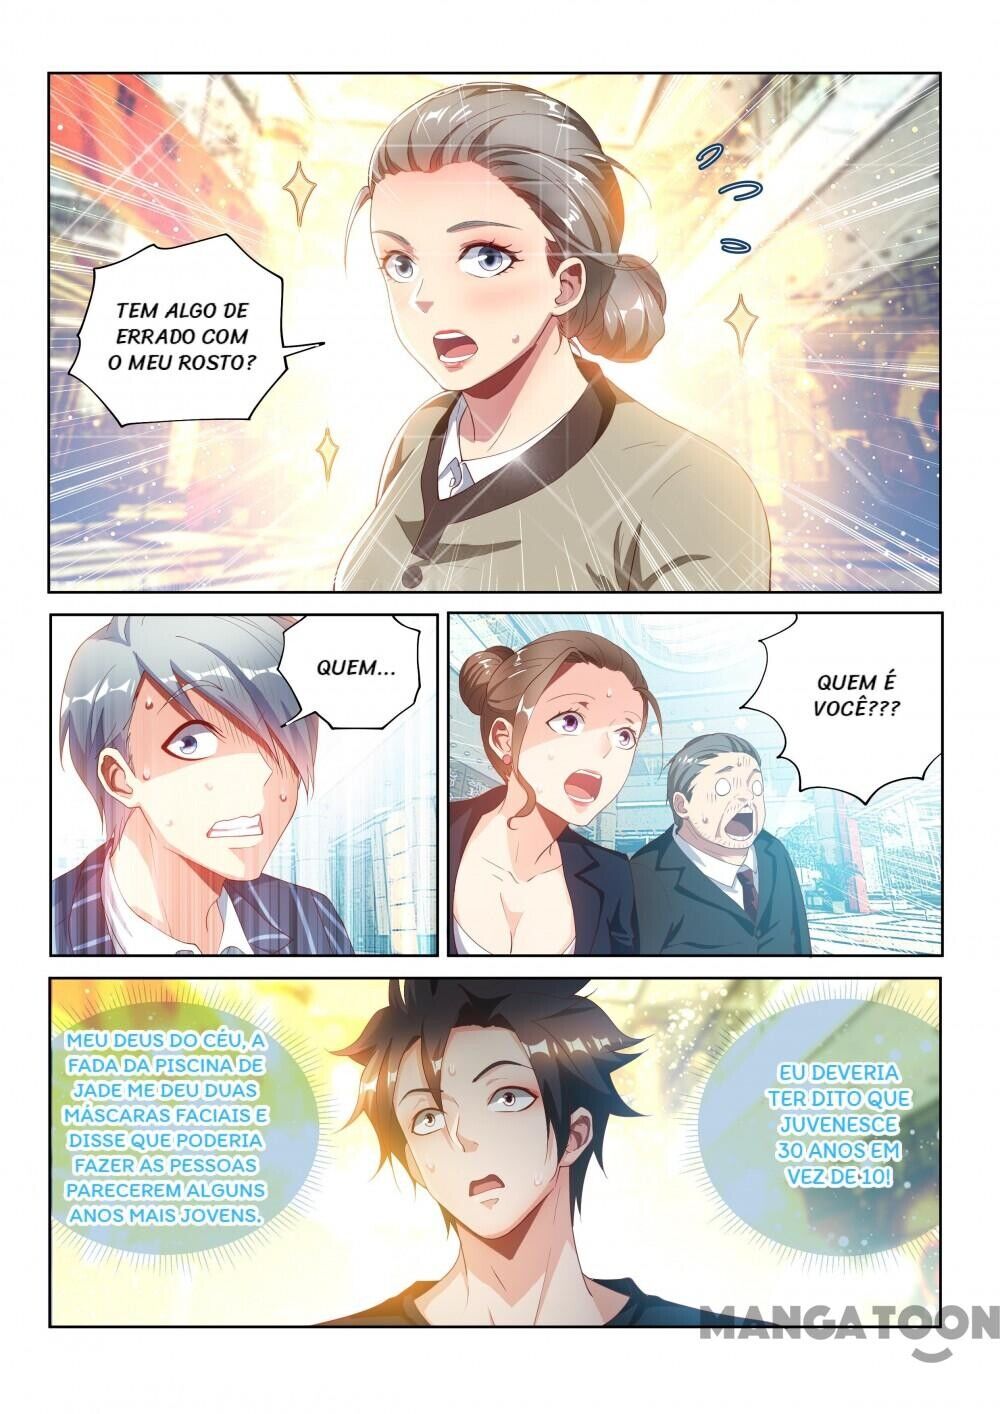 TEM ALGO DE
ERRADO COM
O MEU ROSTO?
QUEM...
QUEM É
VOCÊ???
MEU DEUS DO CÉU, A
FADA DA PISCINA DE
JADE ME DEU DUAS
MÁSCARAS FACIAIS E
DISSE QUE PODERIA
FAZER AS PESSOAS
PARECEREM ALGUNS
ANOS MAIS JOVENS.
EU DEVERIA
TER DITO QUE
JUVENESCE
30 ANOS EM
VEZ DE 10!
MANGATOON